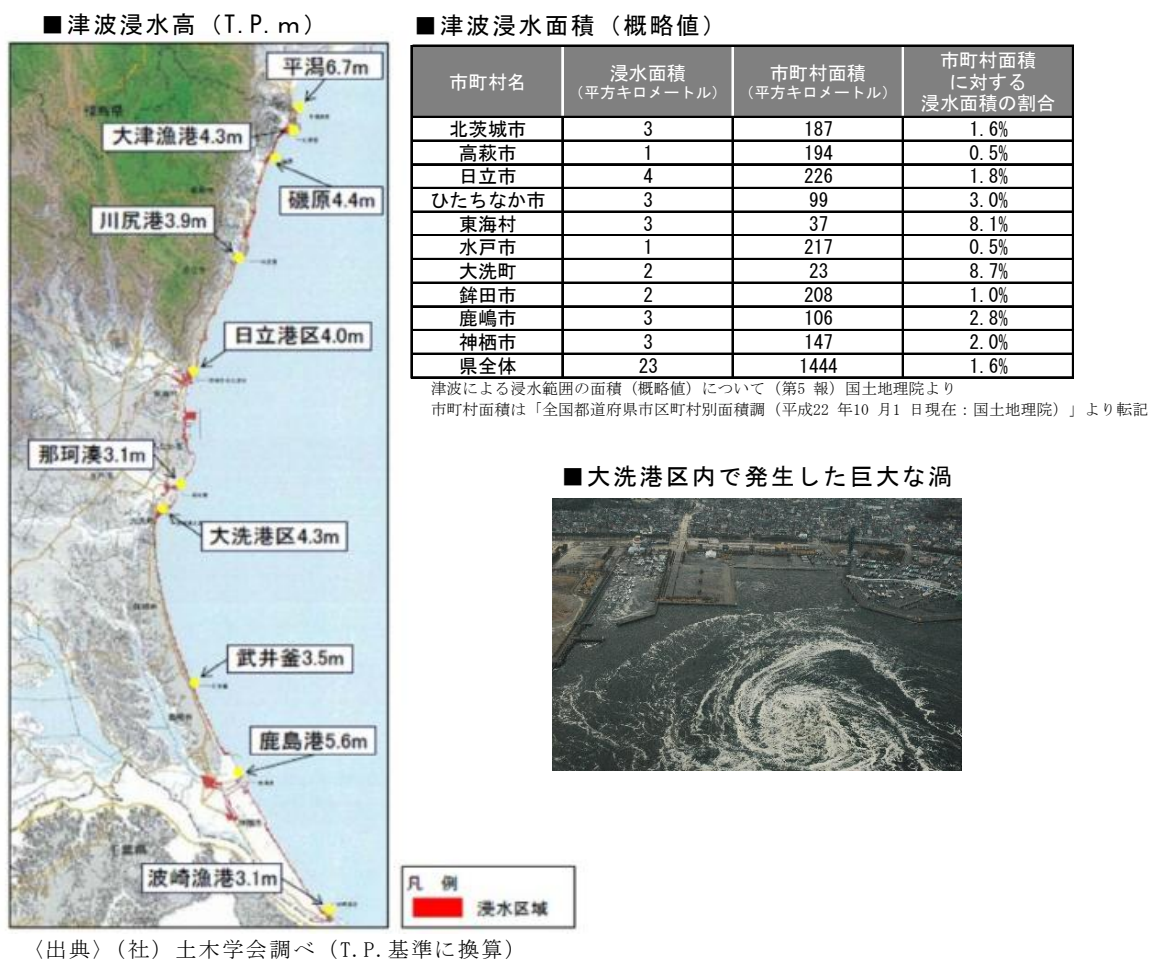 ■津波浸水高（T.P.m）
平潟6.7m
大津漁港4.3m
磯原4.4m
川尻港3.9m
日立港区4.0m
那珂湊3.1m
大洗港区4.3m
武井釜3.5m
鹿島港5.6m
波崎漁港3.1m
凡 例
浸水区域
〈出典〉（社）土木学会調べ（T.P.基準に換算）
■津波浸水面積（概略値）
市町村名 浸水面積（平方キロメートル） 市町村面積（平方キロメートル） 市町村面積に対する浸水面積の割合
北茨城市 3 187 1.6%
高萩市 1 194 0.5%
日立市 4 226 1.8%
ひたちなか市 3 99 3.0%
東海村 3 37 8.1%
水戸市 1 217 0.5%
大洗町 2 23 8.7%
鉾田市 2 208 1.0%
鹿嶋市 3 106 2.8%
神栖市 3 147 2.0%
県全体 23 1444 1.6%
津波による浸水範囲の面積（概略値）について（第5 報）国土地理院より
市町村面積は「全国都道府県市区町村別面積調（平成22 年10 月1 日現在：国土地理院）」より転記
■大洗港区内で発生した巨大な渦